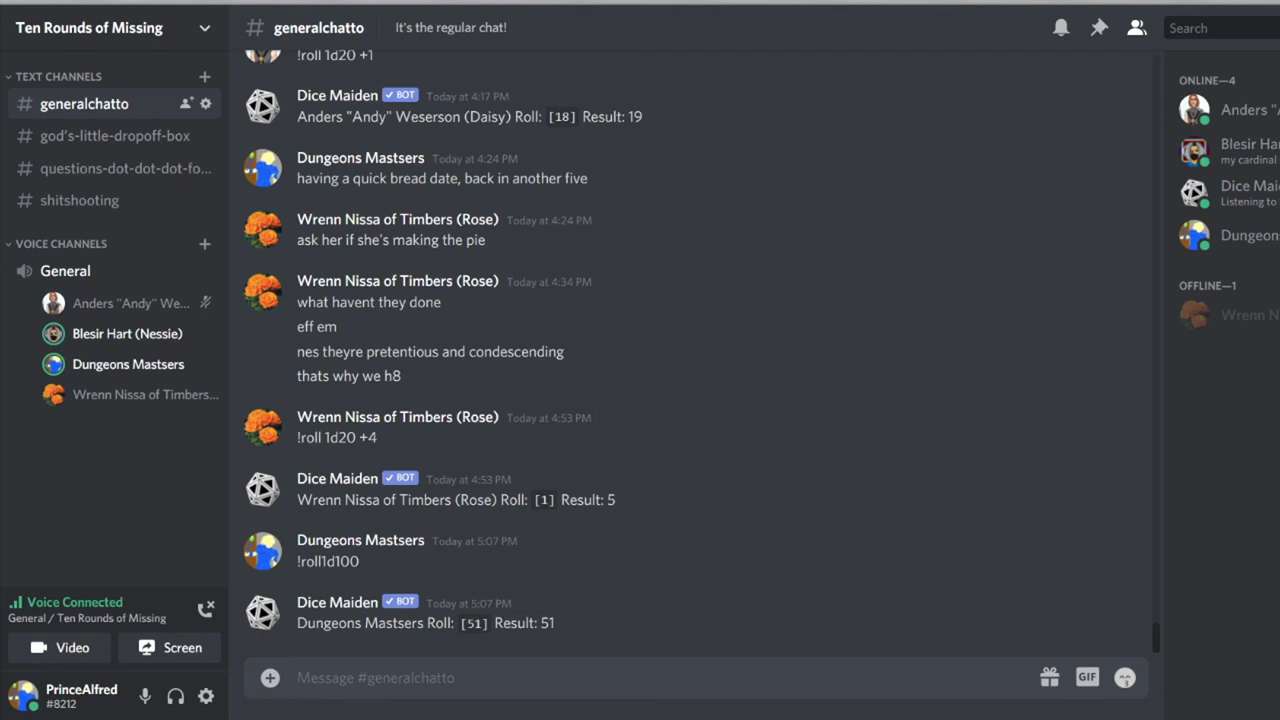 Ten Rounds of Missing
# generalchatto
It's the regular chat!
Search
TEXT CHANNELS
# generalchatto
# god's-little-dropoff-box
# questions-dot-dot-dot-fo...
# shitshooting
VOICE CHANNELS
General
Anders "Andy" We...
Blesir Hart (Nessie)
Dungeons Mastsers
Wrenn Nissa of Timbers...
Voice Connected
General / Ten Rounds of Missing
Video
Screen
PrinceAlfred
#8212
!roll 1d20 +1
Dice Maiden BOT Today at 4:17 PM
Anders "Andy" Weserson (Daisy) Roll: [18] Result: 19
Dungeons Mastsers Today at 4:24 PM
having a quick bread date, back in another five
Wrenn Nissa of Timbers (Rose) Today at 4:24 PM
ask her if she's making the pie
Wrenn Nissa of Timbers (Rose) Today at 4:34 PM
what havent they done
eff em
nes theyre pretentious and condescending
thats why we h8
Wrenn Nissa of Timbers (Rose) Today at 4:53 PM
!roll 1d20 +4
Dice Maiden BOT Today at 4:53 PM
Wrenn Nissa of Timbers (Rose) Roll: [1] Result: 5
Dungeons Mastsers Today at 5:07 PM
!roll1d100
Dice Maiden BOT Today at 5:07 PM
Dungeons Mastsers Roll: [51] Result: 51
Message #generalchatto
GIF
ONLINE—4
Anders "A
Blesir Hart
my cardinal
Dice Mai
Listening to
Dungeons
OFFLINE—1
Wrenn N